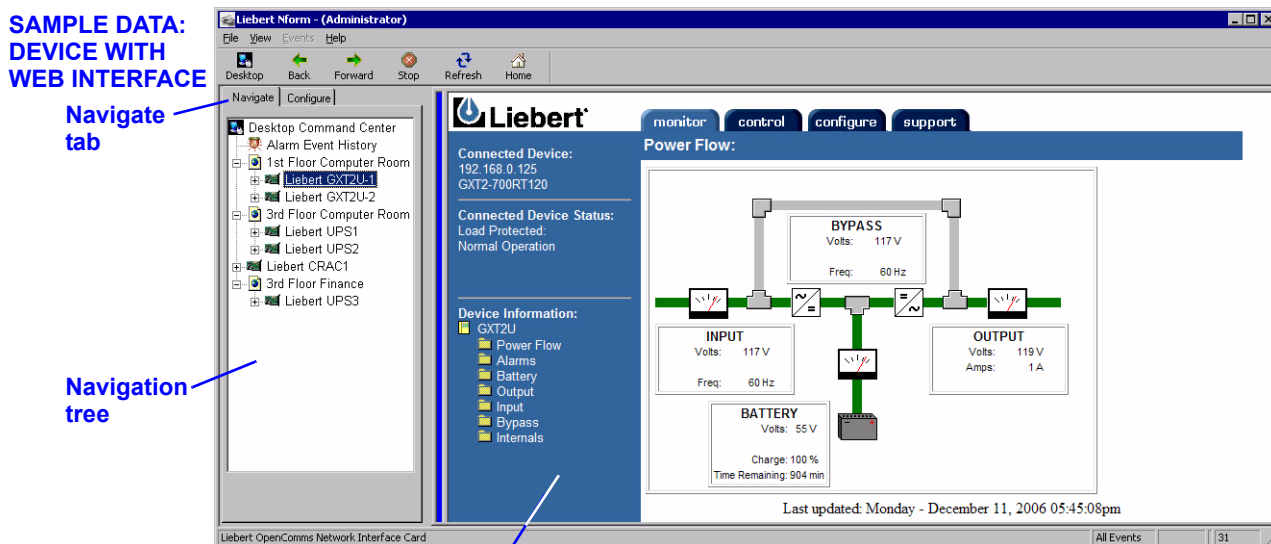 SAMPLE DATA:
DEVICE WITH
WEB INTERFACE
Navigate
tab
Navigation
tree
Liebert Nform - (Administrator)
File View Events Help
Desktop Back Forward Stop Refresh Home
Navigate Configure
Desktop Command Center
Alarm Event History
1st Floor Computer Room
Liebert GXT2U-1
Liebert GXT2U-2
3rd Floor Computer Room
Liebert UPS1
Liebert UPS2
Liebert CRAC1
3rd Floor Finance
Liebert UPS3
Liebert
monitor control configure support
Power Flow:
Connected Device:
192.168.0.125
GXT2-700RT120
Connected Device Status:
Load Protected:
Normal Operation
Device Information:
GXT2U
Power Flow
Alarms
Battery
Output
Input
Bypass
Internals
BYPASS
Volts: 117 V
Freq: 60 Hz
INPUT
Volts: 117 V
Freq: 60 Hz
OUTPUT
Volts: 119 V
Amps: 1 A
BATTERY
Volts: 55 V
Charge: 100 %
Time Remaining: 904 min
Last updated: Monday - December 11, 2006 05:45:08pm
Liebert OpenComms Network Interface Card
All Events
31